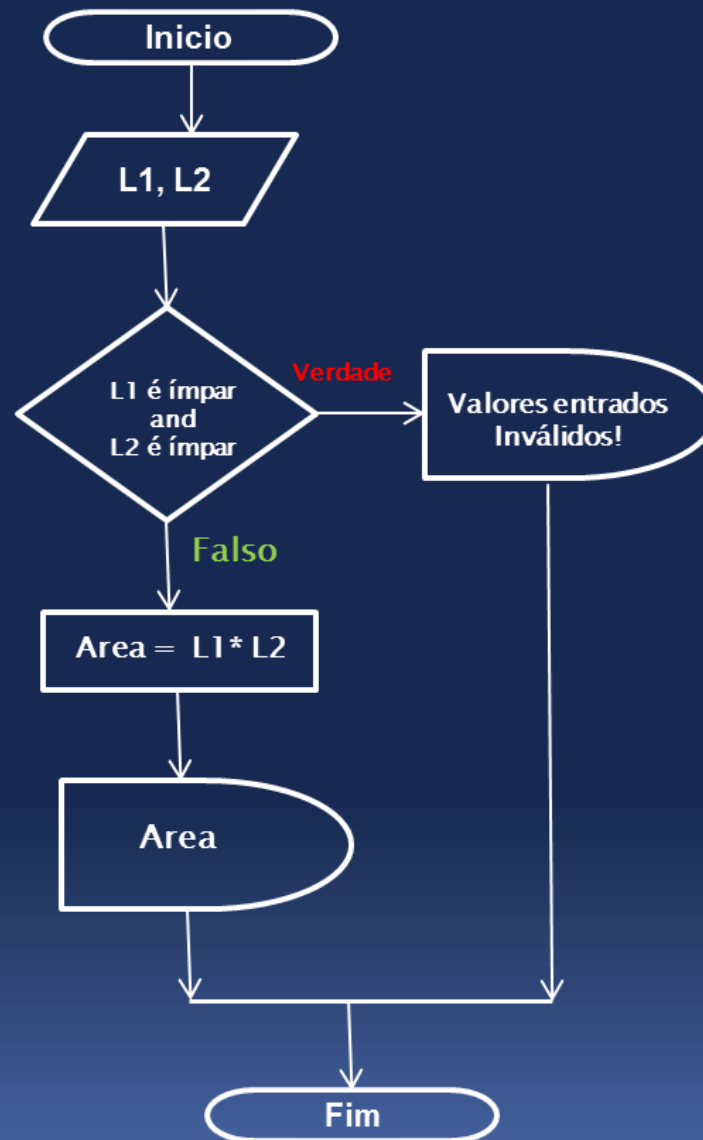 Inicio
L1, L2
L1 é ímpar
and
L2 é ímpar
Verdade
Valores entrados
Inválidos!
Falso
Area = L1* L2
Area
Fim